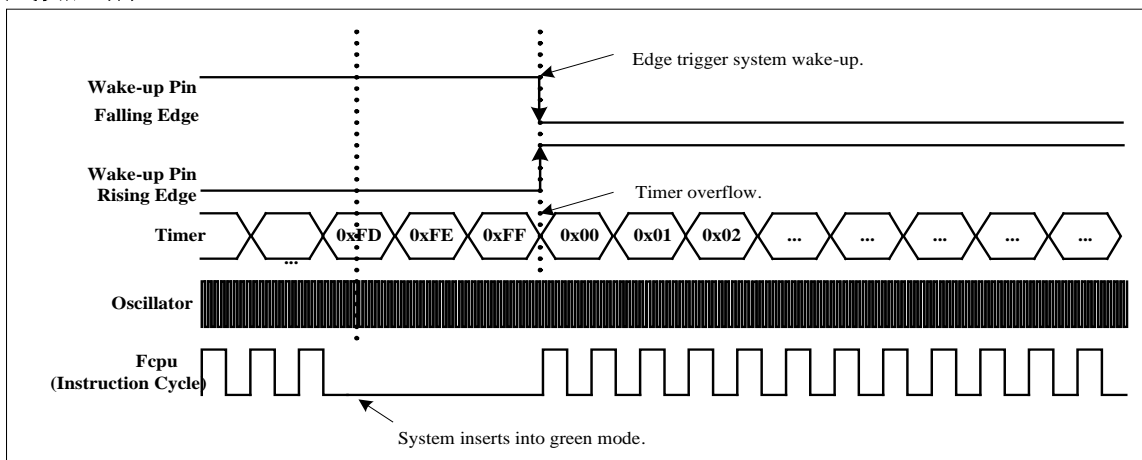 Edge trigger system wake-up.
Wake-up Pin
Falling Edge
Wake-up Pin
Rising Edge
Timer overflow.
Timer
...
0xFD
0xFE
0xFF
0x00
0x01
0x02
...
...
...
...
...
Oscillator
Fcpu
(Instruction Cycle)
System inserts into green mode.